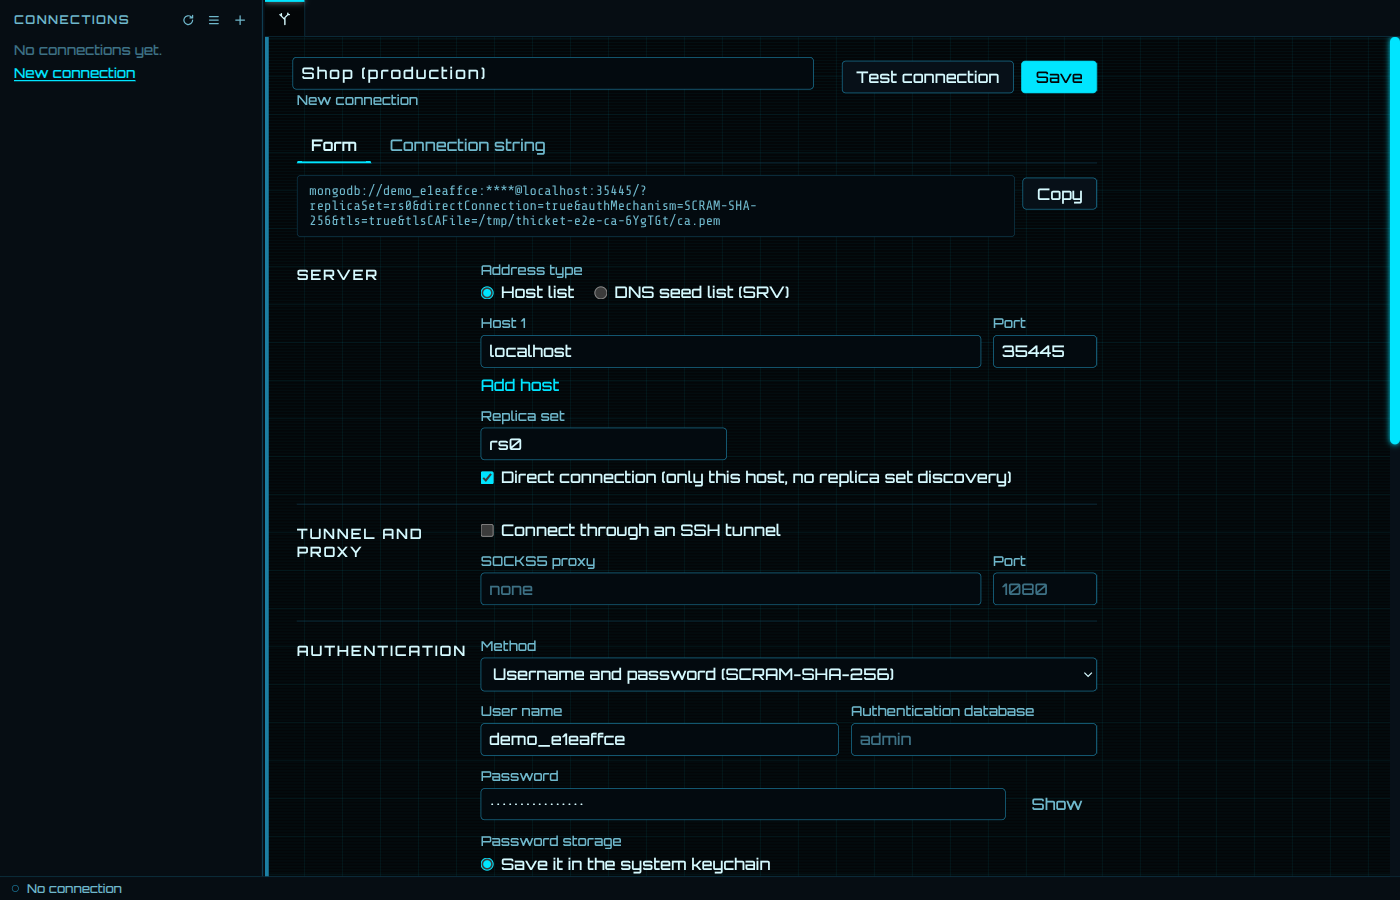 CONNECTIONS
No connections yet.
New connection
Shop (production)
Test connection
Save
New connection
Form
Connection string
mongodb://demo_e1eaffce:****@localhost:35445/?
replicaSet=rs0&directConnection=true&authMechanism=SCRAM-SHA-
256&tls=true&tlsCAFile=/tmp/thicket-e2e-ca-6YgTGt/ca.pem
Copy
SERVER
Address type
Host list
DNS seed list (SRV)
Host 1
Port
localhost
35445
Add host
Replica set
rs0
Direct connection (only this host, no replica set discovery)
TUNNEL AND
PROXY
Connect through an SSH tunnel
SOCKS5 proxy
Port
none
1080
AUTHENTICATION
Method
Username and password (SCRAM-SHA-256)
User name
Authentication database
demo_e1eaffce
admin
Password
Show
Password storage
Save it in the system keychain
No connection